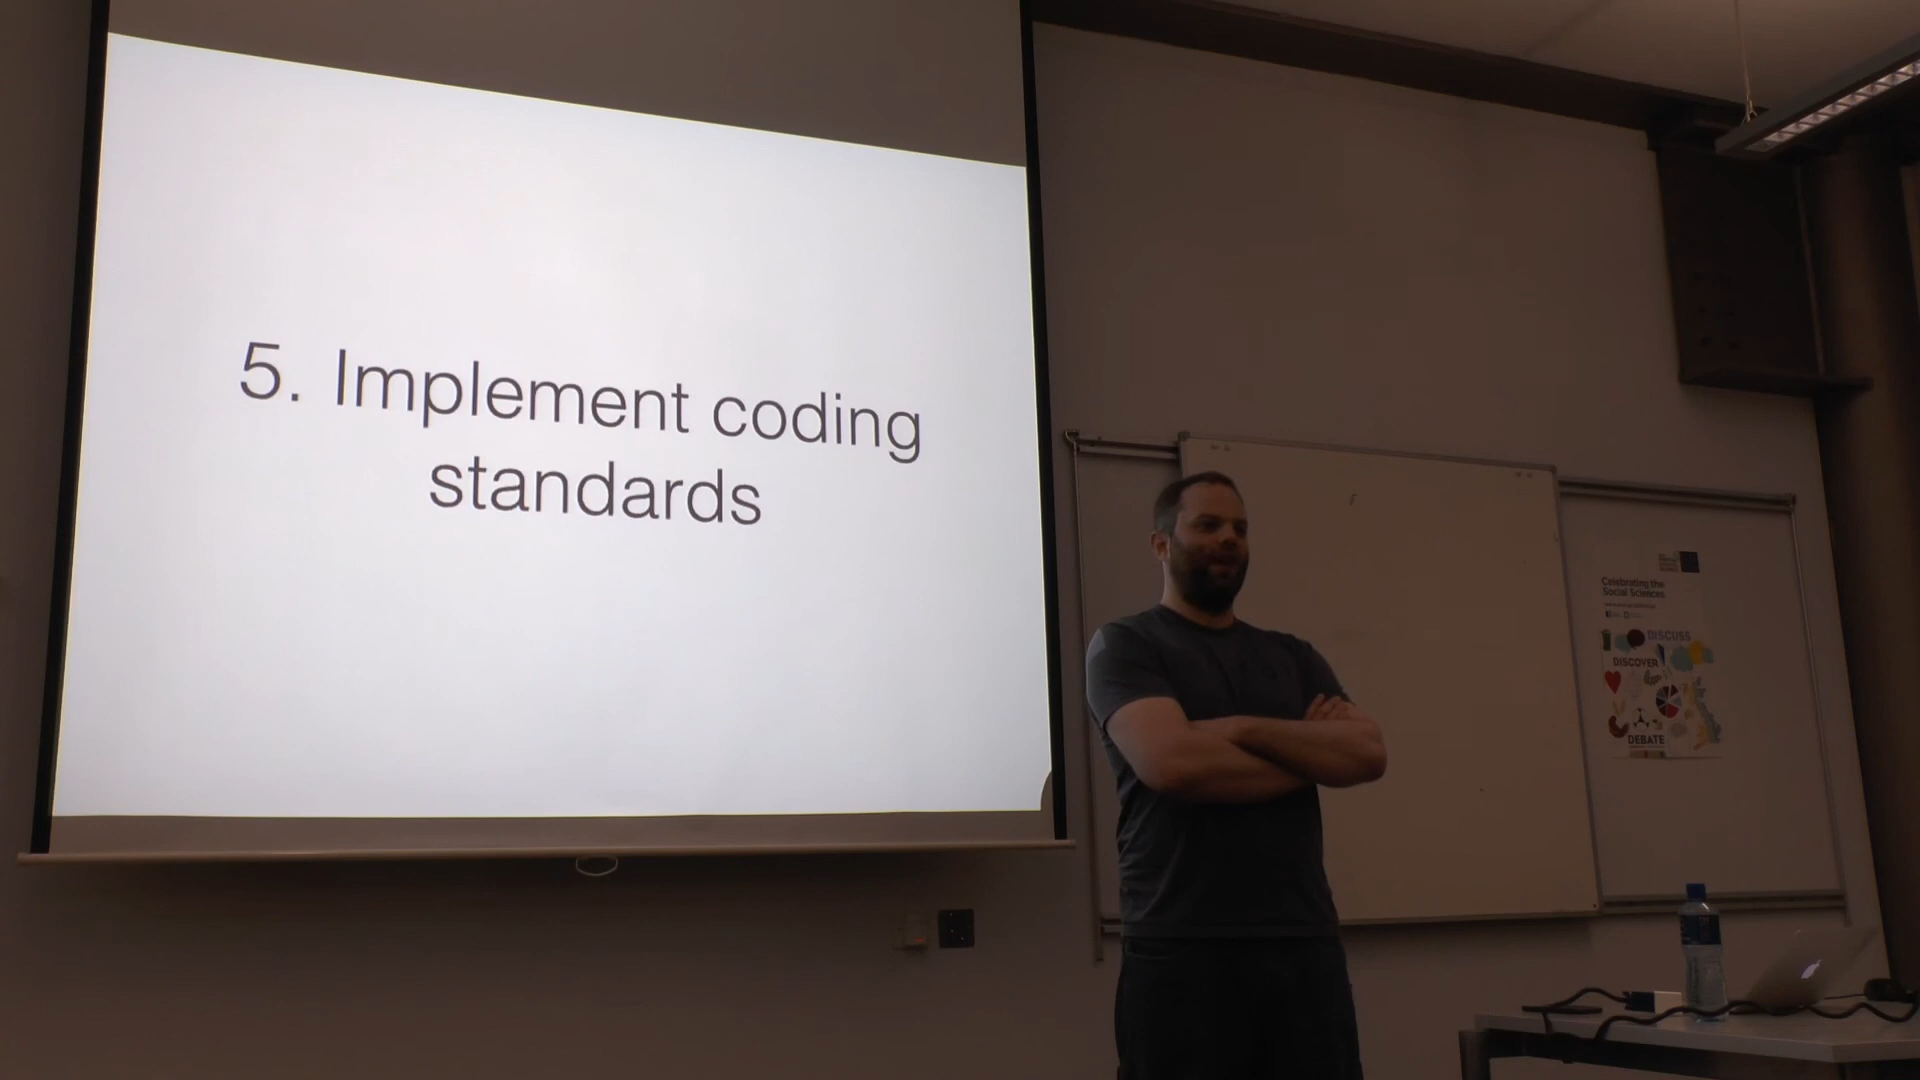 5. Implement coding
standards
Celebrating the
Social Sciences
DISCUSS
DISCOVER
DEBATE